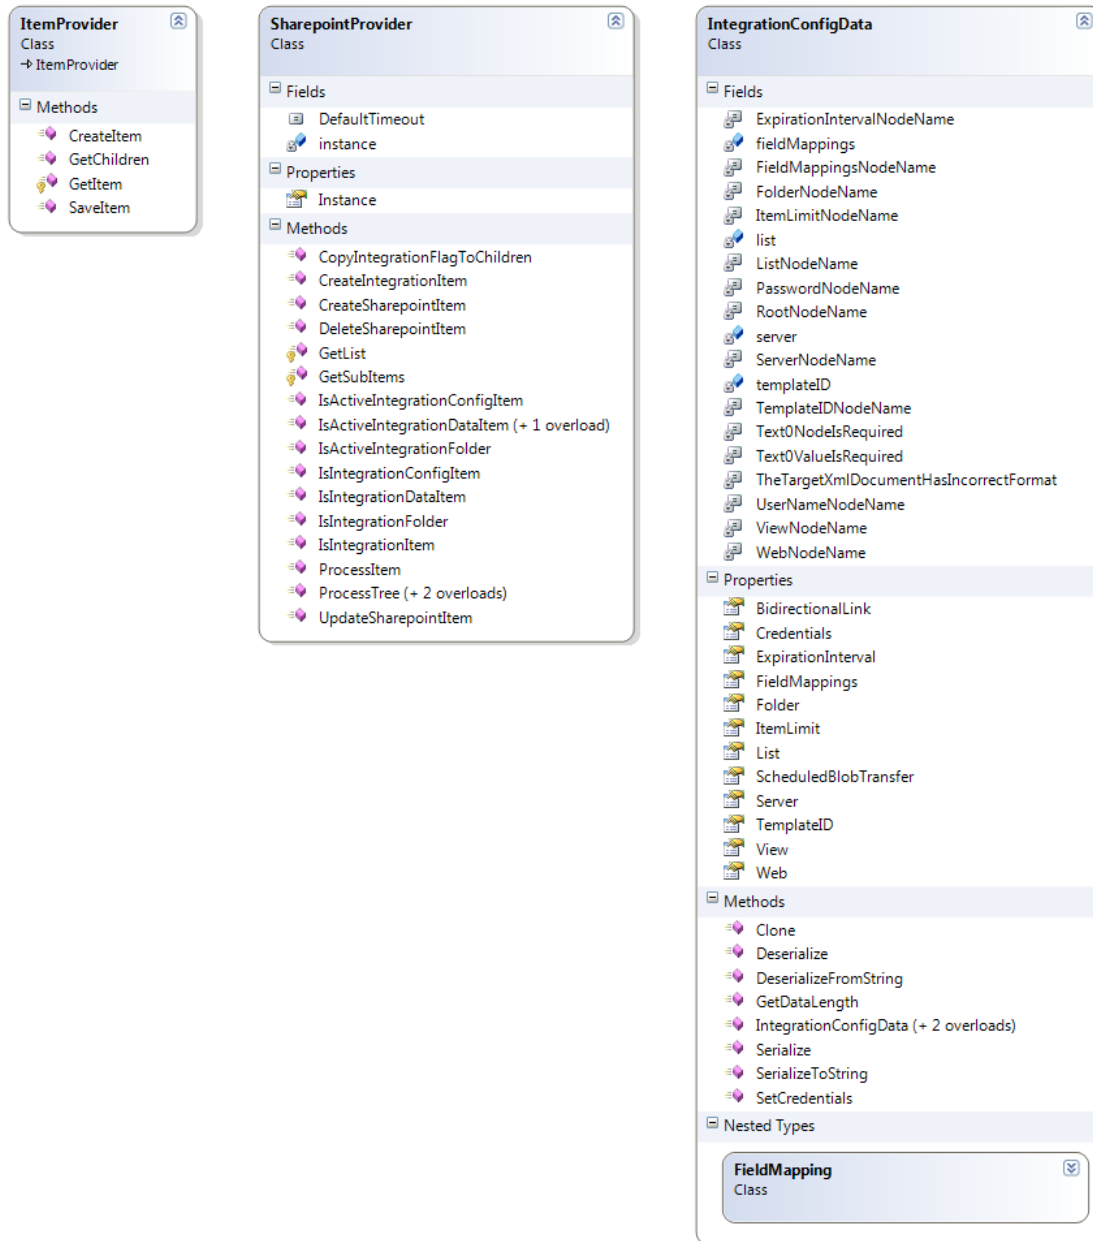 ItemProvider
Class
ItemProvider
Methods
CreateItem
GetChildren
GetItem
SaveItem
SharepointProvider
Class
Fields
DefaultTimeout
instance
Properties
Instance
Methods
CopyIntegrationFlagToChildren
CreateIntegrationItem
CreateSharepointItem
DeleteSharepointItem
GetList
GetSubItems
IsActiveIntegrationConfigItem
IsActiveIntegrationDataItem (+ 1 overload)
IsActiveIntegrationFolder
IsIntegrationConfigItem
IsIntegrationDataItem
IsIntegrationFolder
IsIntegrationItem
ProcessItem
ProcessTree (+ 2 overloads)
UpdateSharepointItem
IntegrationConfigData
Class
Fields
ExpirationIntervalNodeName
fieldMappings
FieldMappingsNodeName
FolderNodeName
ItemLimitNodeName
list
ListNodeName
PasswordNodeName
RootNodeName
server
ServerNodeName
templateID
TemplateIDNodeName
Text0NodeIsRequired
Text0ValueIsRequired
TheTargetXmlDocumentHasIncorrectFormat
UserNameNodeName
ViewNodeName
WebNodeName
Properties
BidirectionalLink
Credentials
ExpirationInterval
FieldMappings
Folder
ItemLimit
List
ScheduledBlobTransfer
Server
TemplateID
View
Web
Methods
Clone
Deserialize
DeserializeFromString
GetDataLength
IntegrationConfigData (+ 2 overloads)
Serialize
SerializeToString
SetCredentials
Nested Types
FieldMapping
Class